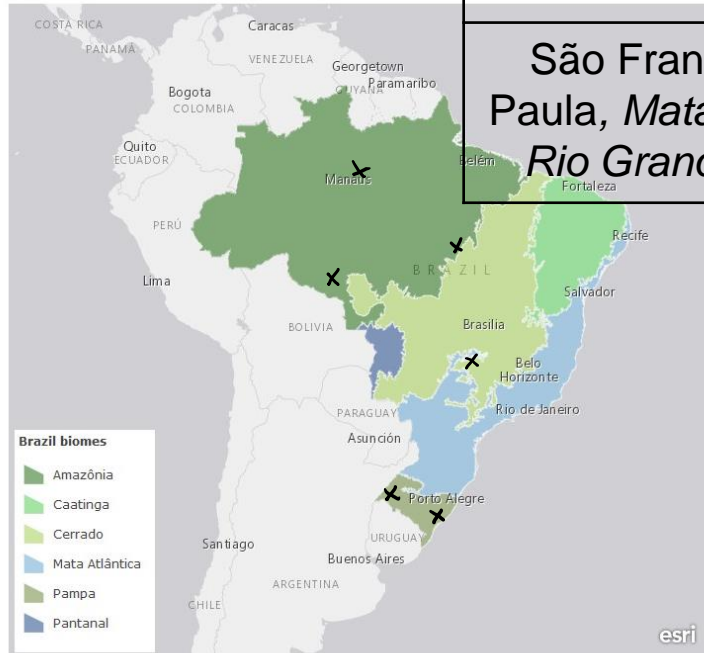 COSTA RICA
PANAMÁ
Caracas
VENEZUELA
Georgetown
Paramaribo
GUYANA
Bogota
COLOMBIA
Quito
ECUADOR
São Fran
Paula, Mata
Rio Grand
Belém
Manaus
Fortaleza
PERÚ
Recife
BRAZIL
Lima
Salvador
BOLIVIA
Brasilia
Belo
Horizonte
PARAGUAY
Rio de Janeiro
Asunción
Brazil biomes
Amazônia
Caatinga
Cerrado
Mata Atlântica
Pampa
Pantanal
Porto Alegre
Santiago
URUGUAY
Buenos Aires
ARGENTINA
CHILE
esri